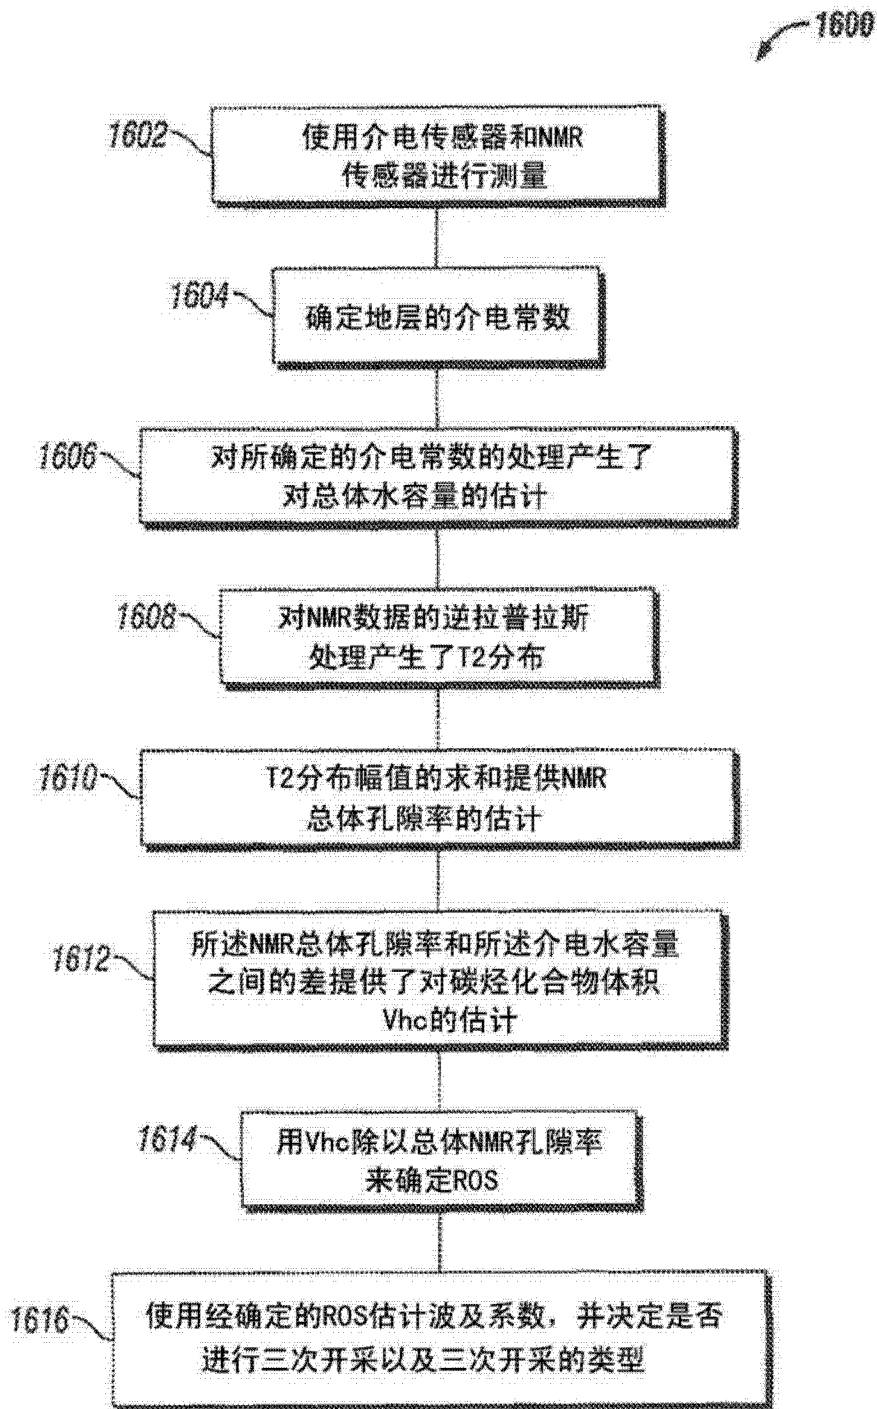 1600
1602
使用介电传感器和NMR
传感器进行测量
1604
确定地层的介电常数
1606
对所确定的介电常数的处理产生了
对总体水容量的估计
1608
对NMR数据的逆拉普拉斯
处理产生了T2分布
1610
T2分布幅值的求和提供NMR
总体孔隙率的估计
1612
所述NMR总体孔隙率和所述介电水容量
之间的差提供了对碳烃化合物体积
Vhc的估计
1614
用Vhc除以总体NMR孔隙率
来确定ROS
1616
使用经确定的ROS估计波及系数，并决定是否
进行三次开采以及三次开采的类型